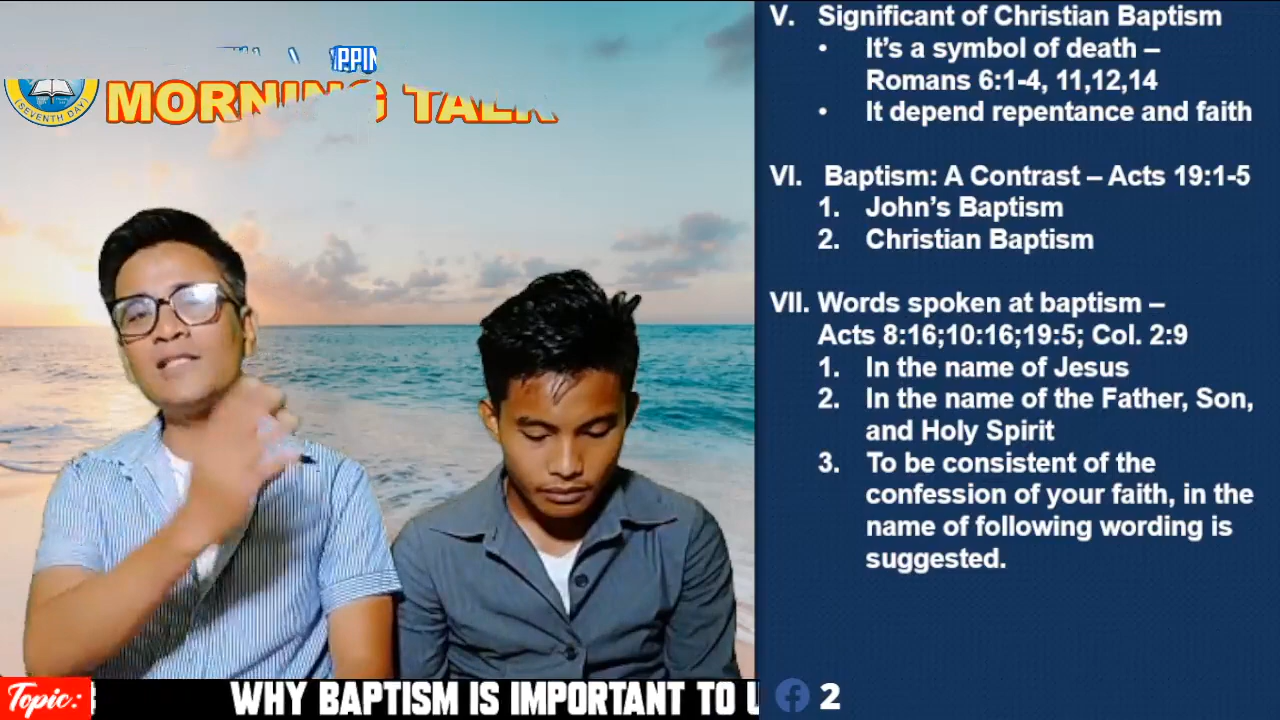 (SEVENTH DAY)
MORNING TALK
V. Significant of Christian Baptism
• It’s a symbol of death –
Romans 6:1-4, 11,12,14
• It depend repentance and faith
VI. Baptism: A Contrast – Acts 19:1-5
1. John’s Baptism
2. Christian Baptism
VII. Words spoken at baptism –
Acts 8:16;10:16;19:5; Col. 2:9
1. In the name of Jesus
2. In the name of the Father, Son,
and Holy Spirit
3. To be consistent of the
confession of your faith, in the
name of following wording is
suggested.
Topic:
WHY BAPTISM IS IMPORTANT TO
2